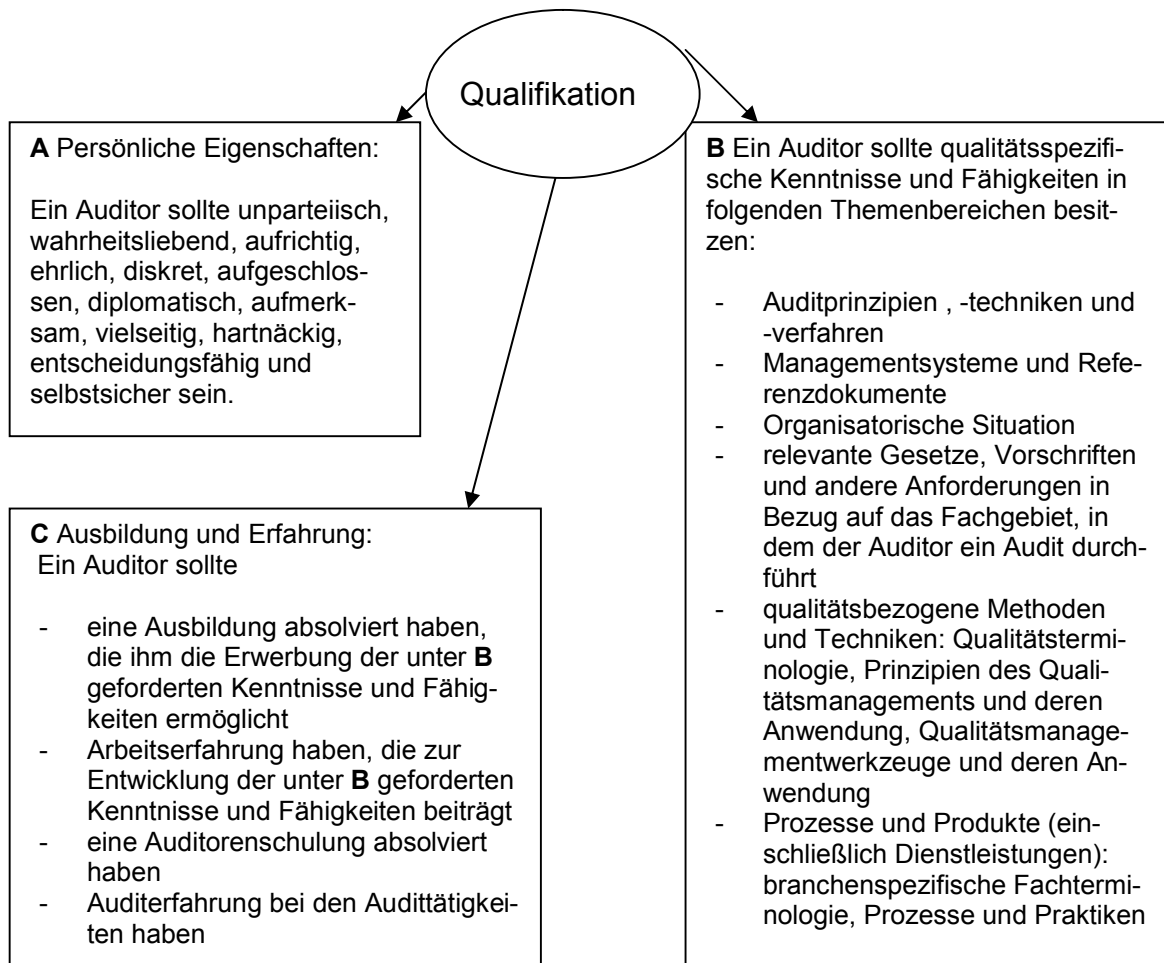 Qualifikation
A Persönliche Eigenschaften:
Ein Auditor sollte unparteiisch,
wahrheitsliebend, aufrichtig,
ehrlich, diskret, aufgeschlos-
sen, diplomatisch, aufmerk-
sam, vielseitig, hartnäckig,
entscheidungsfähig und
selbstsicher sein.
B Ein Auditor sollte qualitätsspezifi-
sche Kenntnisse und Fähigkeiten in
folgenden Themenbereichen besit-
zen:
- Auditprinzipien , -techniken und
-verfahren
- Managementsysteme und Refe-
renzdokumente
- Organisatorische Situation
- relevante Gesetze, Vorschriften
und andere Anforderungen in
Bezug auf das Fachgebiet, in
dem der Auditor ein Audit durch-
führt
- qualitätsbezogene Methoden
und Techniken: Qualitätstermi-
nologie, Prinzipien des Quali-
tätsmanagements und deren
Anwendung, Qualitätsmanage-
mentwerkzeuge und deren An-
wendung
- Prozesse und Produkte (ein-
schließlich Dienstleistungen):
branchenspezifische Fachtermi-
nologie, Prozesse und Praktiken
C Ausbildung und Erfahrung:
Ein Auditor sollte
- eine Ausbildung absolviert haben,
die ihm die Erwerbung der unter B
geforderten Kenntnisse und Fähig-
keiten ermöglicht
- Arbeitserfahrung haben, die zur
Entwicklung der unter B geforderten
Kenntnisse und Fähigkeiten beiträgt
- eine Auditorenschulung absolviert
haben
- Auditerfahrung bei den Audittätigkei-
ten haben